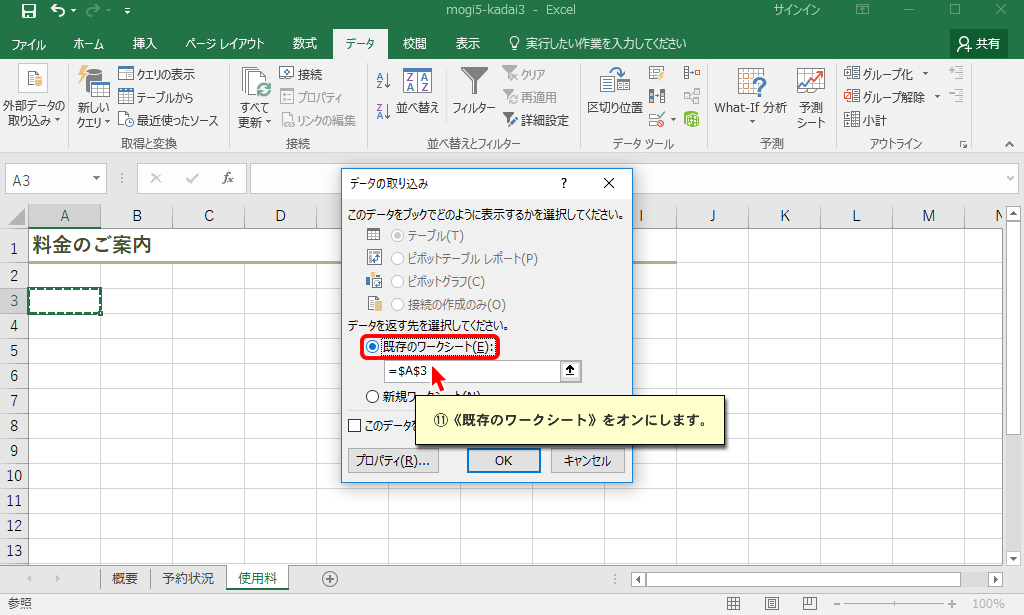 mogi5-kadai3 - Excel
サインイン
ファイル ホーム 挿入 ページ レイアウト 数式 データ 校閲 表示 実行したい作業を入力してください 共有
外部データの
取り込み
新しい
クエリ
クエリの表示
テーブルから
最近使ったソース
取得と変換
すべて
更新
接続
プロパティ
リンクの編集
接続
並べ替え
フィルター
クリア
再適用
詳細設定
並べ替えとフィルター
区切り位置
データ ツール
What-If 分析
予測
シート
予測
グループ化
グループ解除
小計
アウトライン
A3
fx
A B C D I J K L M N
1 料金のご案内
2
3
4
5
6
7
8
9
10
11
12
13
データの取り込み
?
このデータをブックでどのように表示するかを選択してください。
テーブル(T)
ピボットテーブル レポート(P)
ピボットグラフ(C)
接続の作成のみ(O)
データを返す先を選択してください。
既存のワークシート(E):
=$A$3
新規ワークシート(N)
このデータを
⑪《既存のワークシート》をオンにします。
プロパティ(R)...
OK
キャンセル
概要 予約状況 使用料
参照
100%